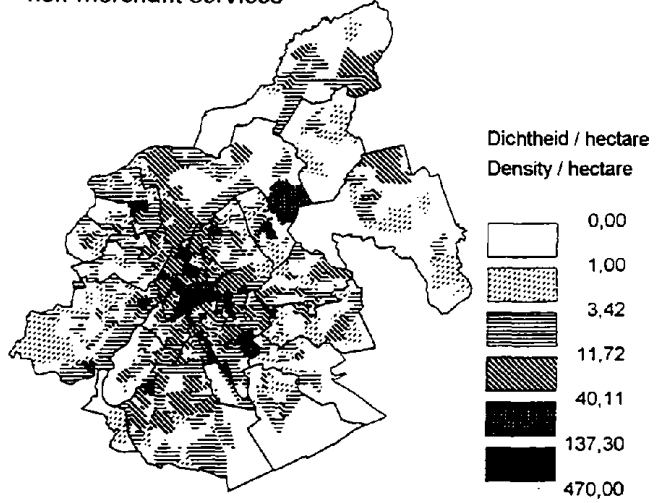 non-merchant services
Dichtheid / hectare
Density / hectare
0,00
1,00
3,42
11,72
40,11
137,30
470,00